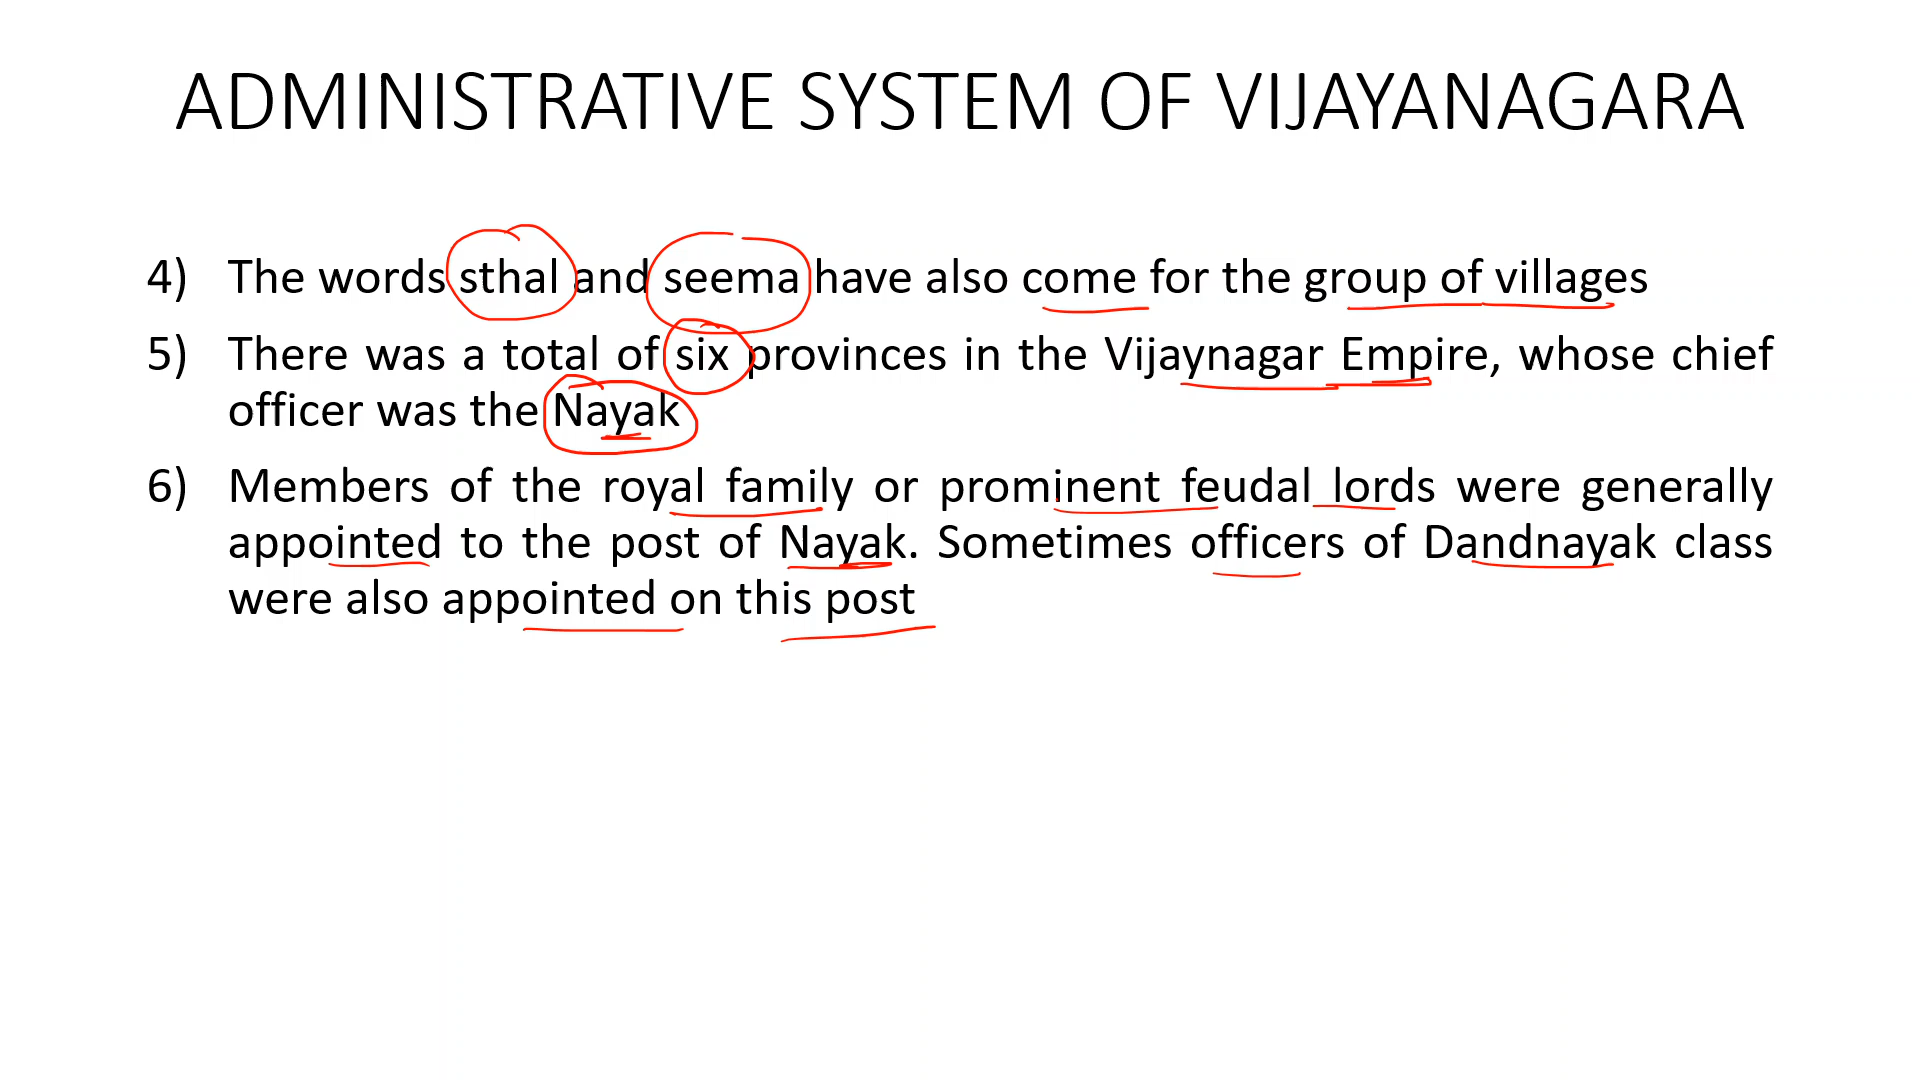 ADMINISTRATIVE SYSTEM OF VIJAYANAGARA
4) The words sthal and seema have also come for the group of villages
5) There was a total of six provinces in the Vijaynagar Empire, whose chief
officer was the Nayak
6) Members of the royal family or prominent feudal lords were generally
appointed to the post of Nayak. Sometimes officers of Dandnayak class
were also appointed on this post